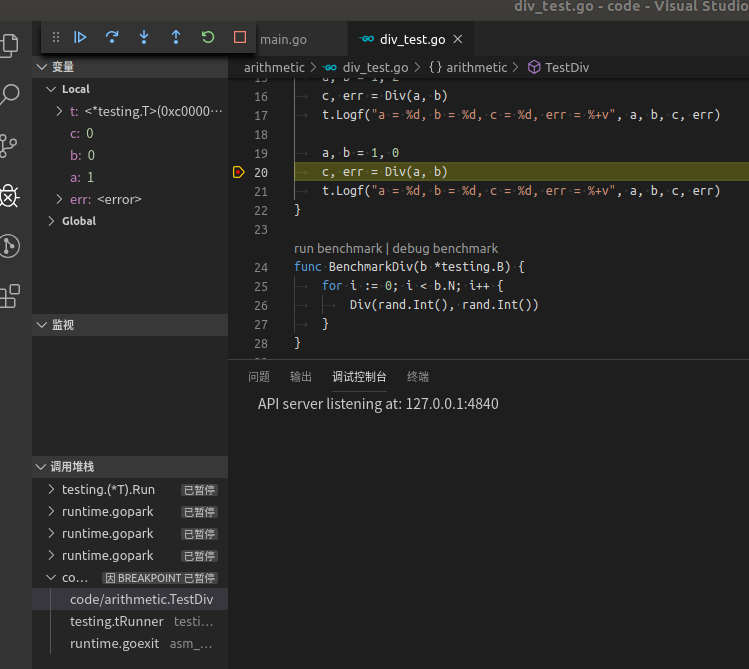 div_test.go - code - Visual Studio
main.go
div_test.go
arithmetic > div_test.go > {} arithmetic > TestDiv
变量
Local
t: <*testing.T>(0xc0000···
c: 0
b: 0
a: 1
err: <error>
Global
监视
调用堆栈
testing.(*T).Run 已暂停
runtime.gopark 已暂停
runtime.gopark 已暂停
runtime.gopark 已暂停
co... 因 BREAKPOINT 已暂停
code/arithmetic.TestDiv
testing.tRunner testi...
runtime.goexit asm_...
16 c, err = Div(a, b)
17 t.Logf("a = %d, b = %d, c = %d, err = %+v", a, b, c, err)
18
19 a, b = 1, 0
20 c, err = Div(a, b)
21 t.Logf("a = %d, b = %d, c = %d, err = %+v", a, b, c, err)
22 }
23
run benchmark | debug benchmark
24 func BenchmarkDiv(b *testing.B) {
25 for i := 0; i < b.N; i++ {
26 Div(rand.Int(), rand.Int())
27 }
28 }
问题 输出 调试控制台 终端
API server listening at: 127.0.0.1:4840